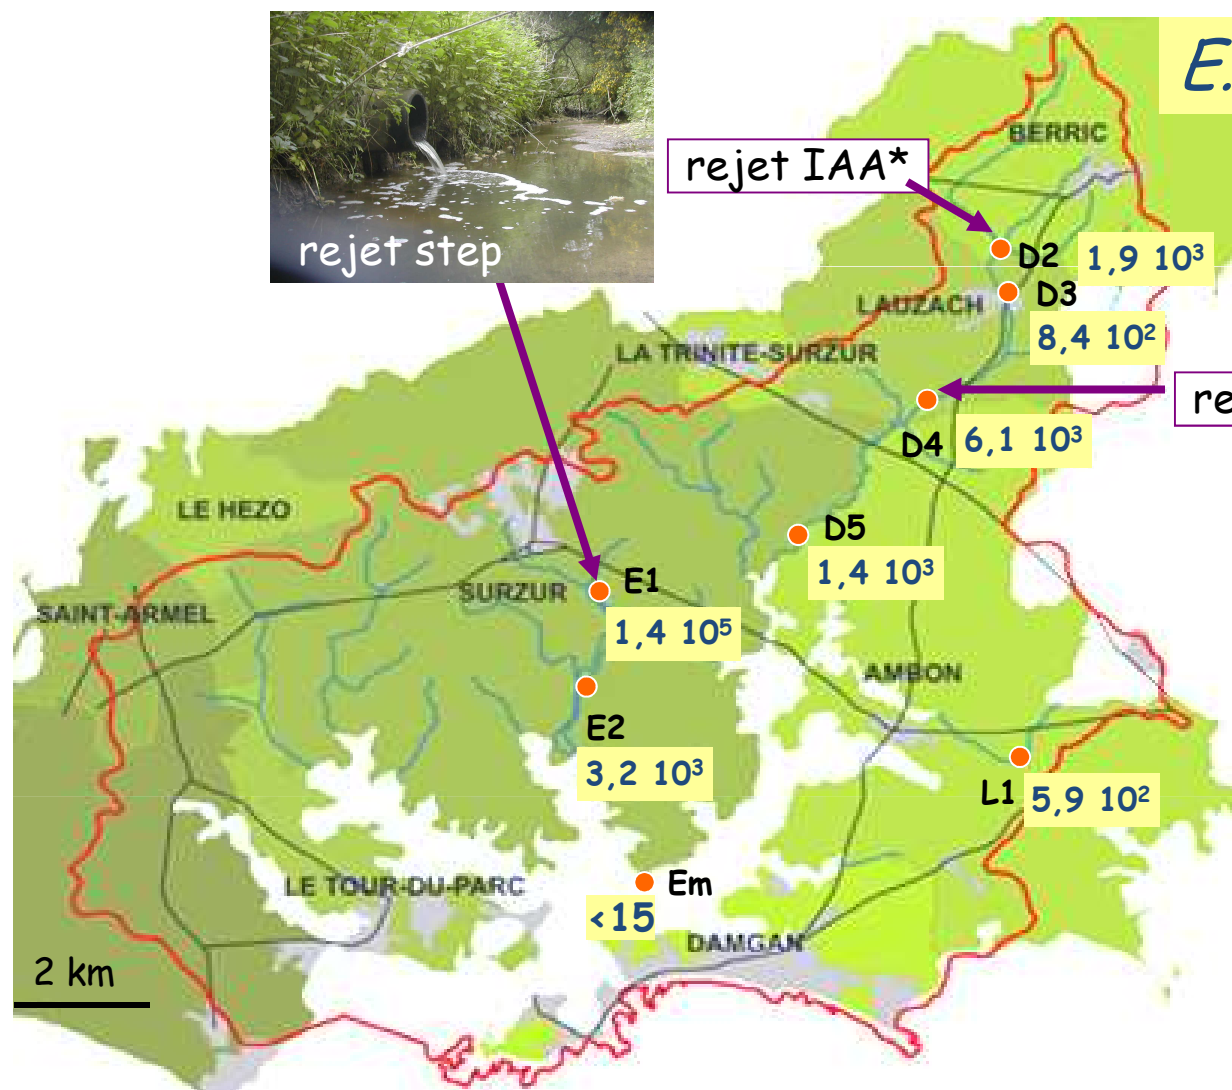 E.
BERRIC
rejet IAA*
rejet step
D2
1,9 10³
D3
LAUZACH
8,4 10²
LA TRINITE-SURZUR
re
D4
6,1 10³
LE HEZO
D5
1,4 10³
SURZUR
E1
SAINT-ARMEL
1,4 10⁵
AMBON
E2
3,2 10³
L1
5,9 10²
LE TOUR-DU-PARC
Em
<15
DAMGAN
2 km